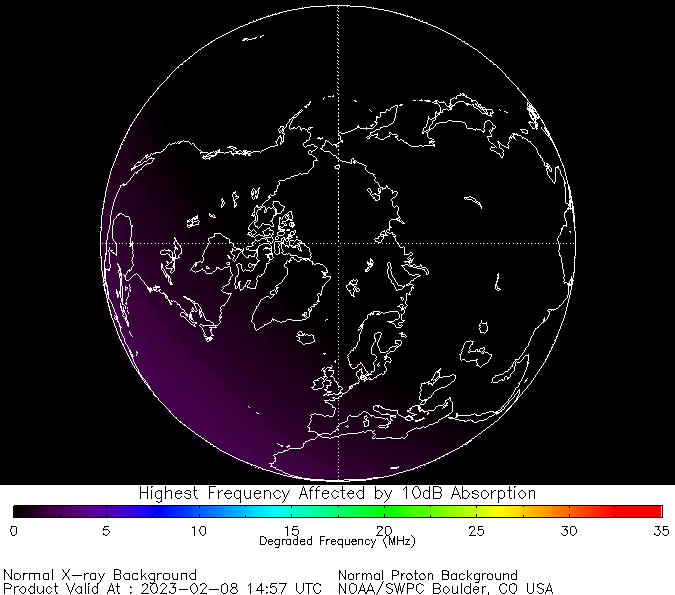 Highest Frequency Affected by 10dB Absorption
0 5 10 15 20 25 30 35
Degraded Frequency (MHz)
Normal X-ray Background Normal Proton Background
Product Valid At : 2023-02-08 14:57 UTC NOAA/SWPC Boulder, CO USA